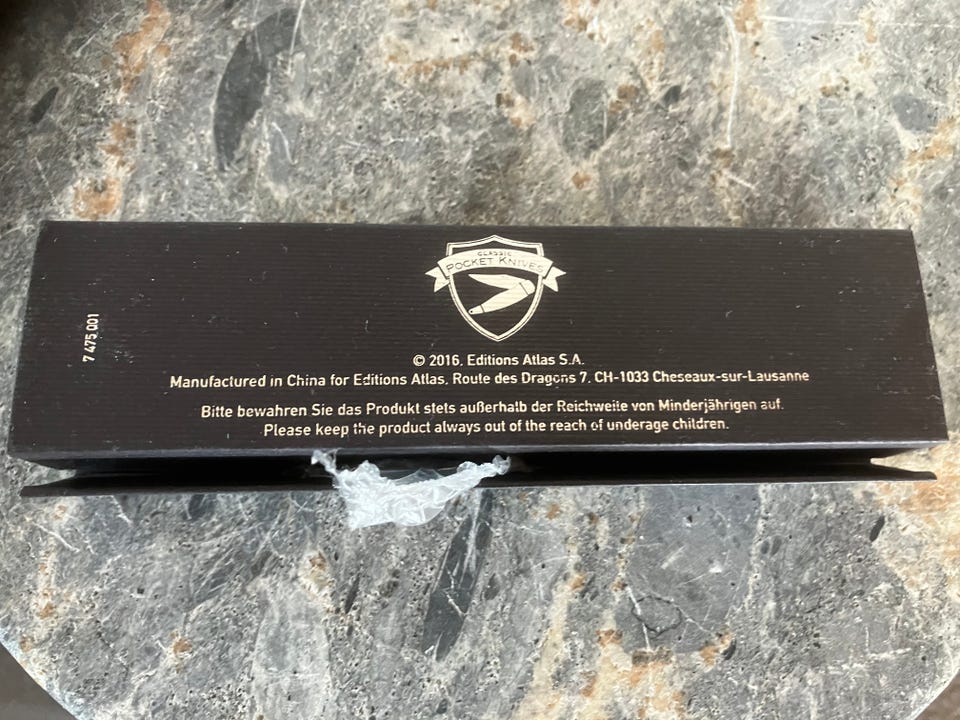 CLASSIC
POCKET KNIVES
7 475 001
© 2016, Editions Atlas S.A.
Manufactured in China for Editions Atlas, Route des Dragons 7, CH-1033 Cheseaux-sur-Lausanne
Bitte bewahren Sie das Produkt stets außerhalb der Reichweite von Minderjährigen auf.
Please keep the product always out of the reach of underage children.